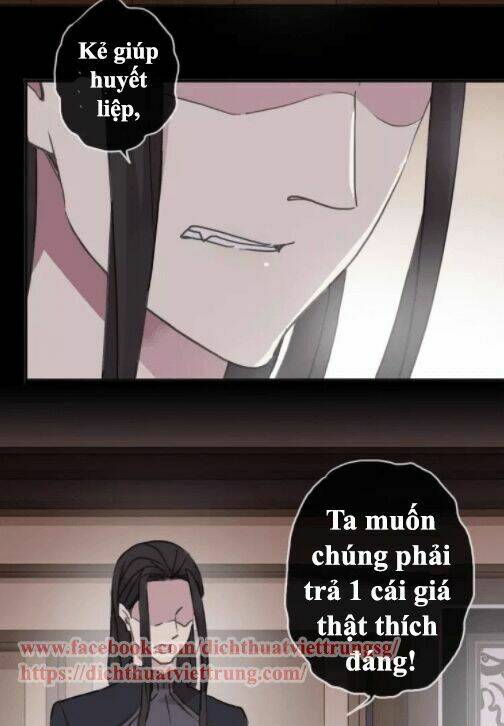 Kẻ giúp
huyết
liệp,
Ta muốn
chúng phải
trả 1 cái giá
thật thích
đáng!
www.facebook.com/dichthuatviettrungsg/
https://dichthuatviettrung.com/